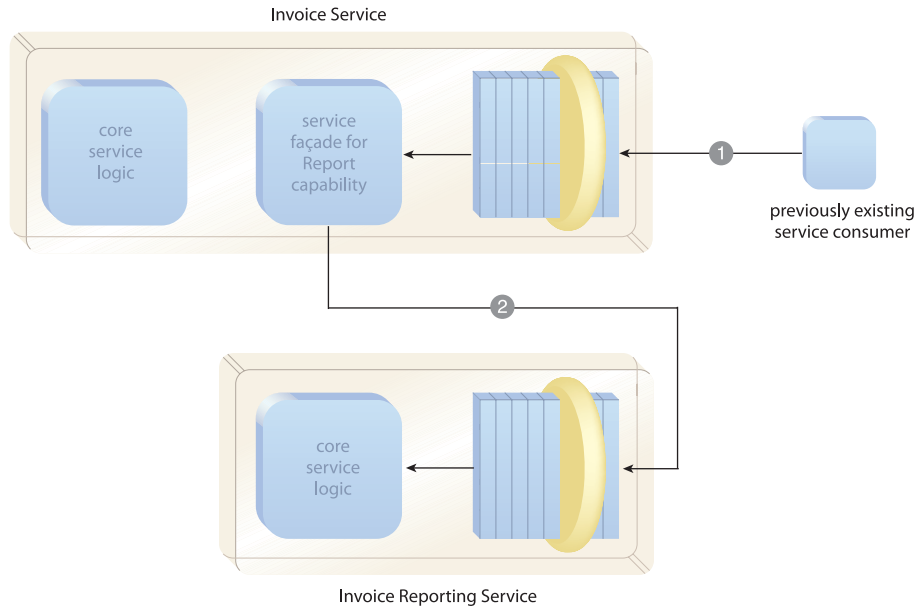 Invoice Service
core
service
logic
service
façade for
Report
capability
1
previously existing
service consumer
2
core
service
logic
Invoice Reporting Service